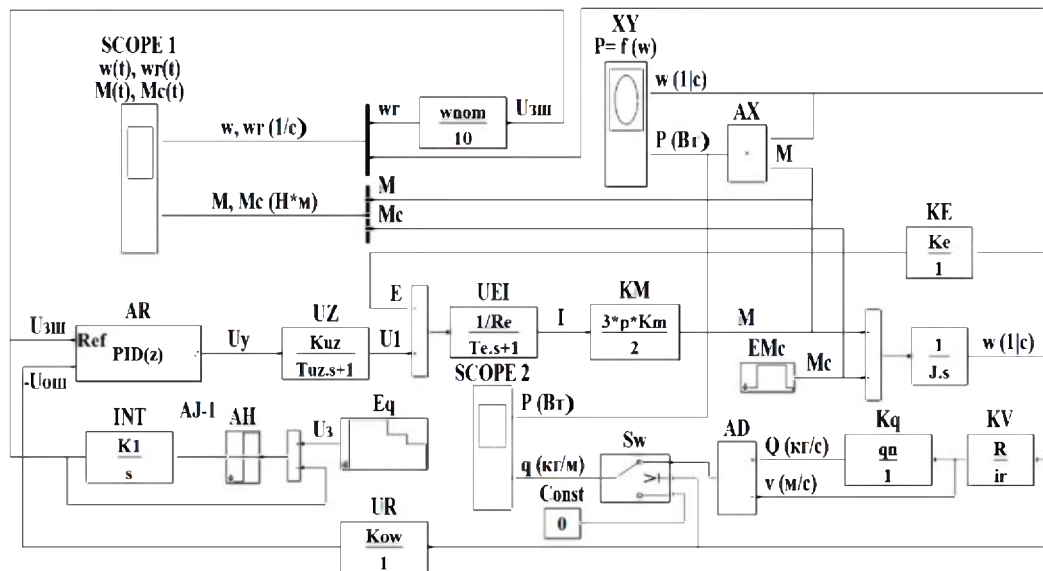 SCOPE 1
w(t), wr(t)
M(t), Mc(t)
w, wr (1/c)
M, Mc (Н*м)
wr
wnom
10
Uзш
M
Mc
XY
P= f (w)
w (1|c)
P (Вт)
AX
M
KE
Ke
1
E
UEI
1/Re
Te.s+1
I
KM
3*p*Km
2
M
EMc
Mc
1
J.s
w (1|c)
Uзш
-Uош
AR
Ref
PID(z)
Uy
UZ
Kuz
Tuz.s+1
U1
INT
K1
s
AJ-1
AH
Uз
Eq
SCOPE 2
P (Вт)
q (кг/м)
Sw
Const
0
AD
Q (кг/с)
v (м/с)
Kq
qn
1
KV
R
ir
UR
Kow
1